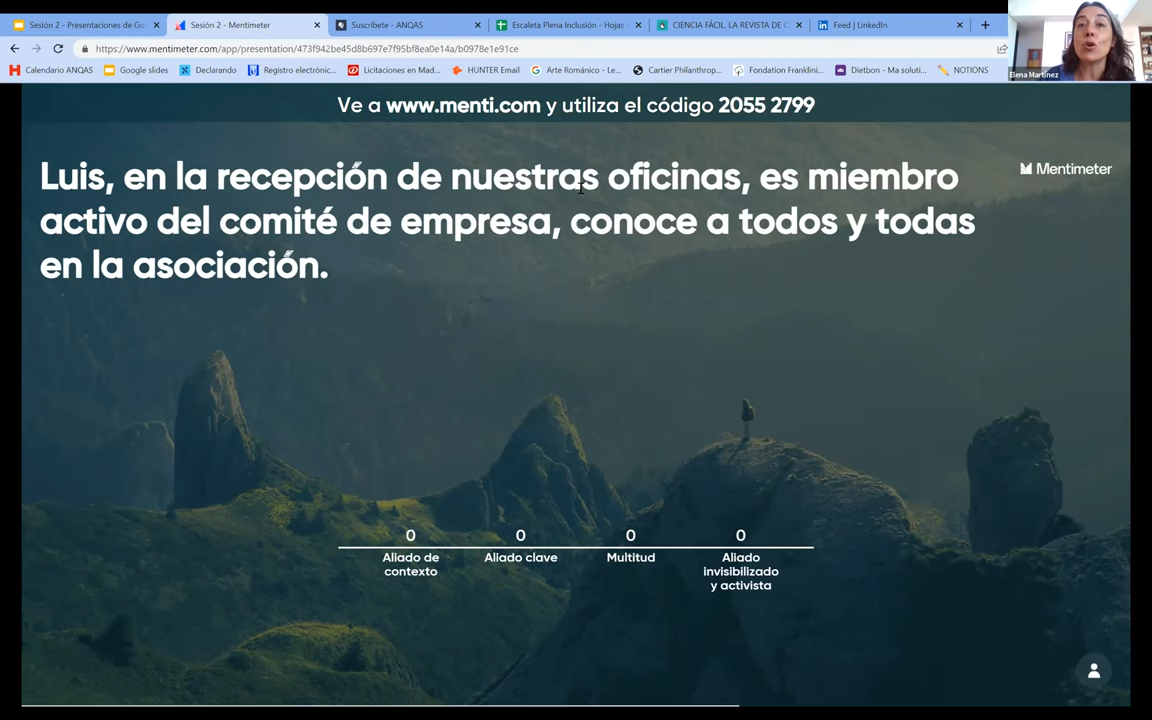 Sesión 2 - Presentaciones de Go
Sesión 2 - Mentimeter
Suscríbete - ANQAS
Escaleta Plena Inclusión - Hojas
CIENCIA FÁCIL. LA REVISTA DE C
Feed | LinkedIn
https://www.mentimeter.com/app/presentation/473f942be45d8b697e7f95bf8ea0e14a/b0978e1e91ce
Calendario ANQAS
Google slides
Declarando
Registro electrónic...
Licitaciones en Mad...
HUNTER Email
Arte Románico - Le...
Cartier Philanthrop...
Fondation Franklini...
Dietbon - Ma soluti...
NOTIONS
Elena Martínez
Ve a www.menti.com y utiliza el código 2055 2799
Luis, en la recepción de nuestras oficinas, es miembro
activo del comité de empresa, conoce a todos y todas
en la asociación.
Mentimeter
0 0 0 0
Aliado de
contexto
Aliado clave
Multitud
Aliado
invisibilizado
y activista